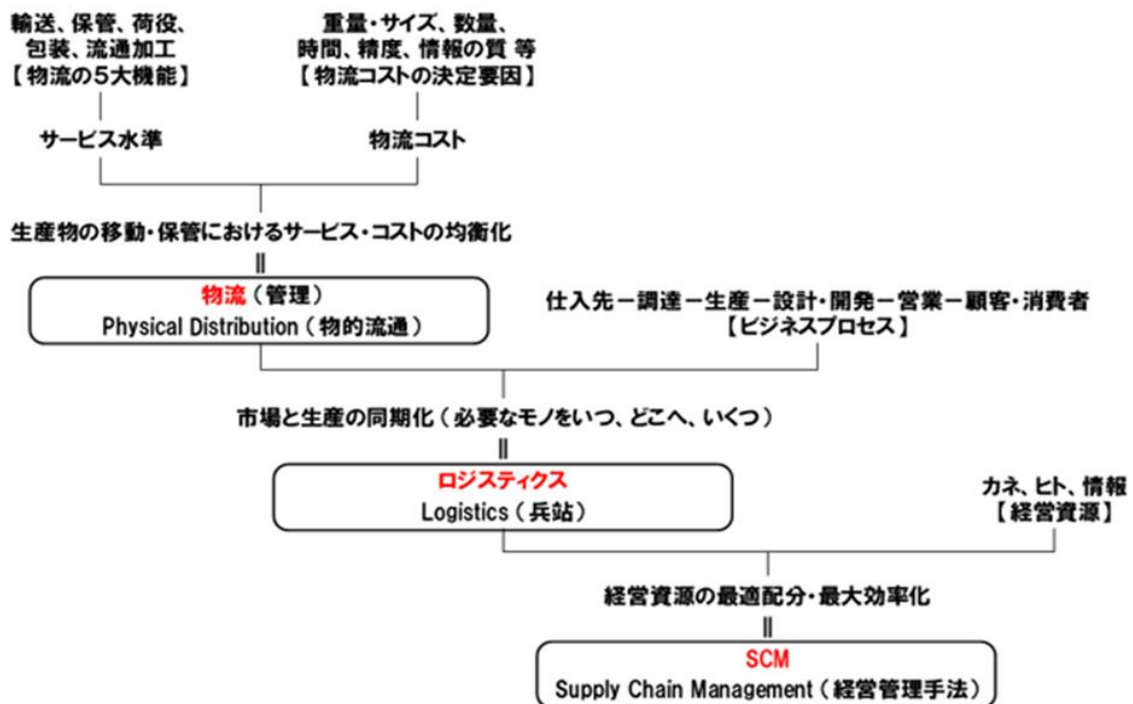 輸送、保管、荷役、
包装、流通加工
【物流の5大機能】
重量・サイズ、数量、
時間、精度、情報の質 等
【物流コストの決定要因】
サービス水準
物流コスト
生産物の移動・保管におけるサービス・コストの均衡化
物流（管理）
Physical Distribution（物的流通）
仕入先－調達－生産－設計・開発－営業－顧客・消費者
【ビジネスプロセス】
市場と生産の同期化（必要なモノをいつ、どこへ、いくつ）
ロジスティクス
Logistics（兵站）
カネ、ヒト、情報
【経営資源】
経営資源の最適配分・最大効率化
SCM
Supply Chain Management（経営管理手法）